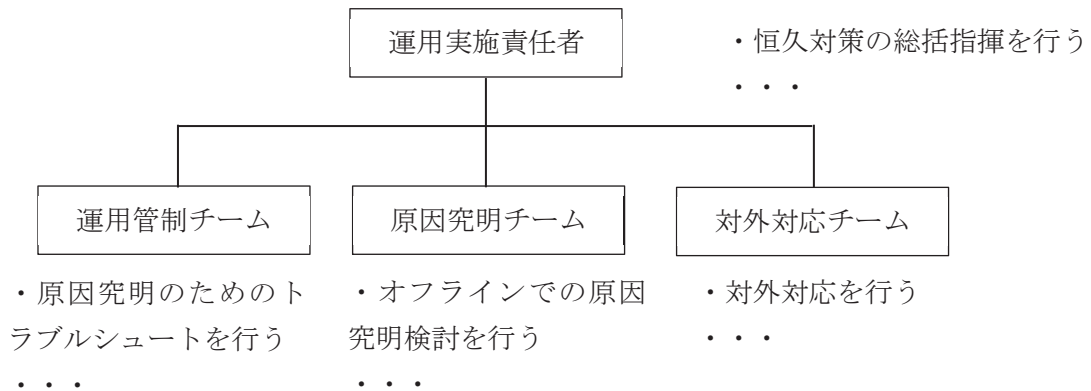 運用実施責任者
・恒久対策の総括指揮を行う
・・・
運用管制チーム
原因究明チーム
対外対応チーム
・原因究明のためのト
ラブルシュートを行う
・・・
・オフラインでの原因
究明検討を行う
・・・
・対外対応を行う
・・・